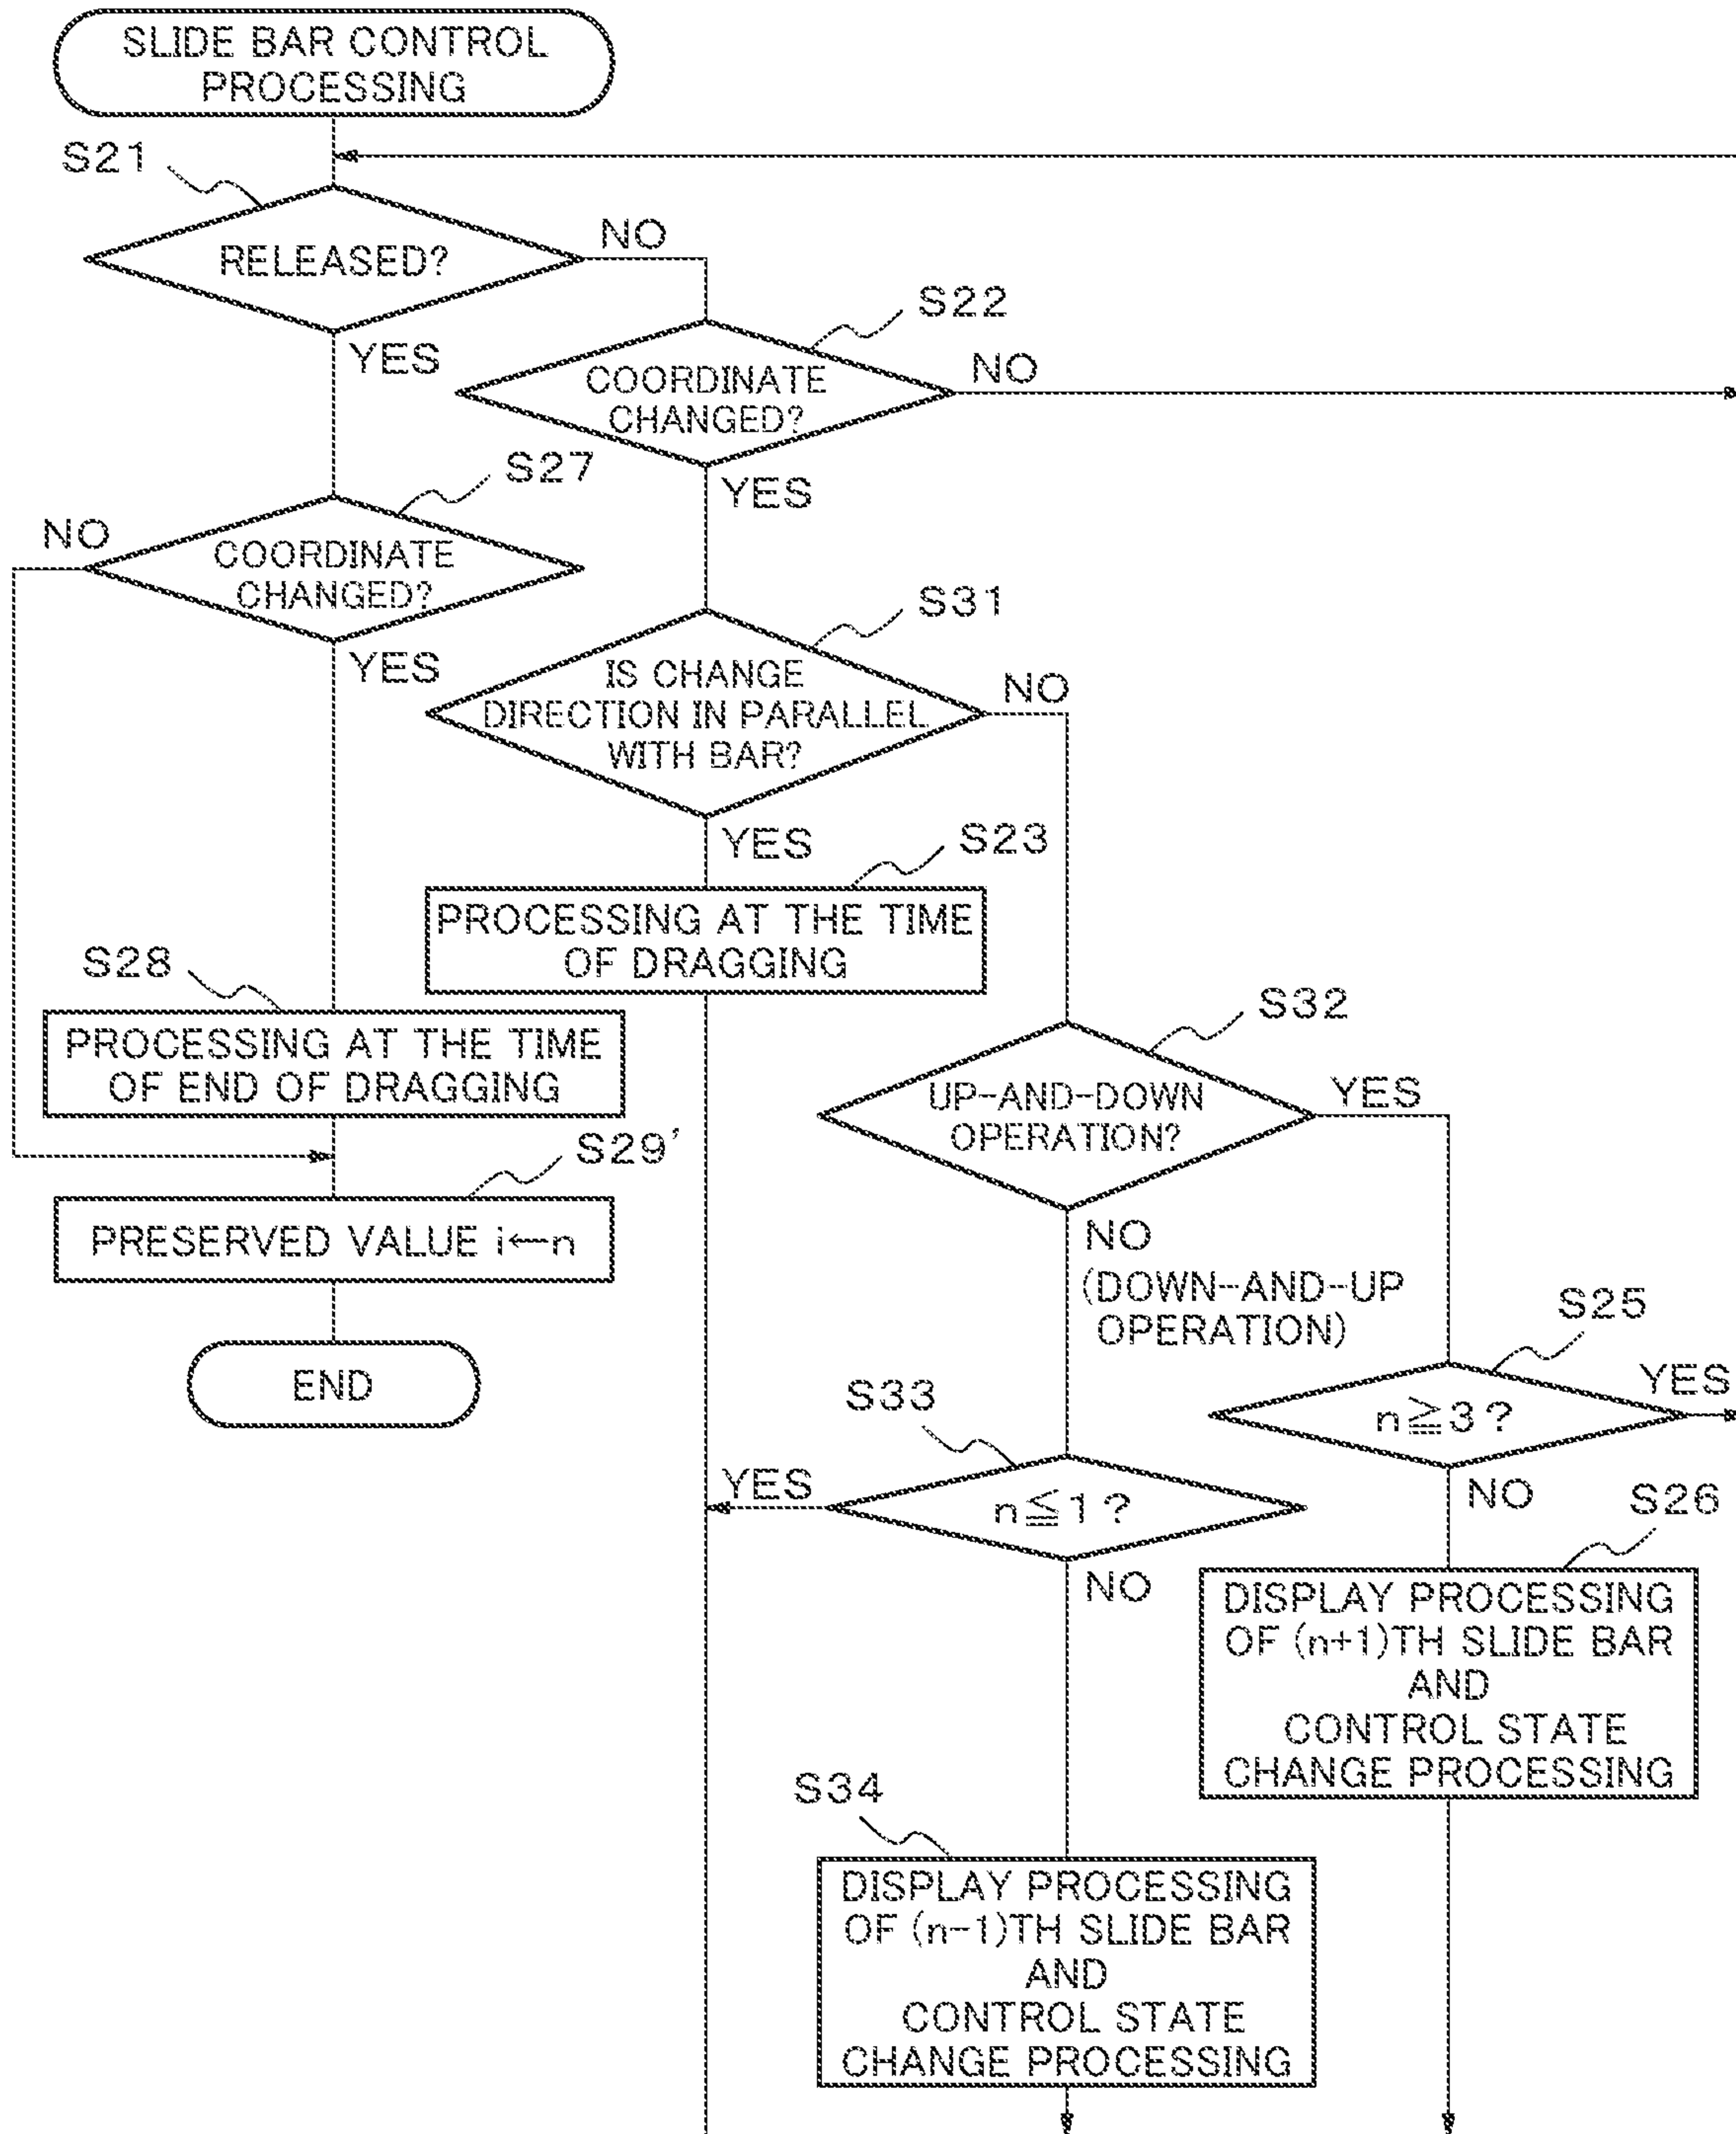 SLIDE BAR CONTROL
PROCESSING
S21
RELEASED?
NO
YES
S22
COORDINATE
CHANGED?
NO
YES
S27
COORDINATE
CHANGED?
NO
YES
S31
IS CHANGE
DIRECTION IN PARALLEL
WITH BAR?
NO
YES
S23
PROCESSING AT THE TIME
OF DRAGGING
S28
PROCESSING AT THE TIME
OF END OF DRAGGING
S29'
PRESERVED VALUE i←n
END
S32
UP-AND-DOWN
OPERATION?
YES
NO
(DOWN-AND-UP
OPERATION)
S25
n≧3?
YES
NO
S33
n≦1?
YES
NO
S26
DISPLAY PROCESSING
OF (n+1)TH SLIDE BAR
AND
CONTROL STATE
CHANGE PROCESSING
S34
DISPLAY PROCESSING
OF (n-1)TH SLIDE BAR
AND
CONTROL STATE
CHANGE PROCESSING